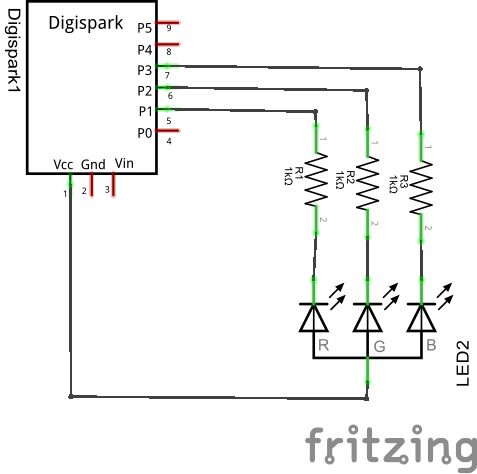 Digispark
Digispark1
P5
9
P4
8
P3
7
P2
6
P1
5
P0
4
Vcc
Gnd
Vin
1
2
3
1
R1
1kΩ
2
1
R2
1kΩ
2
1
R3
1kΩ
2
R
G
B
LED2
fritzing